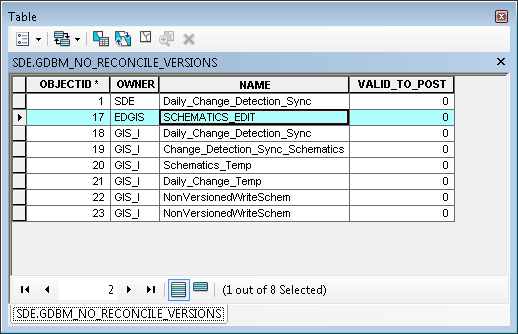 Table
SDE.GDBM_NO_RECONCILE_VERSIONS
OBJECTID * OWNER NAME VALID_TO_POST
1 SDE Daily_Change_Detection_Sync 0
17 EDGIS SCHEMATICS_EDIT 0
18 GIS_I Daily_Change_Detection_Sync 0
19 GIS_I Change_Detection_Sync_Schematics 0
20 GIS_I Schematics_Temp 0
21 GIS_I Daily_Change_Temp 0
22 GIS_I NonVersionedWriteSchem 0
23 GIS_I NonVersionedWriteSchem 0
2 (1 out of 8 Selected)
SDE.GDBM_NO_RECONCILE_VERSIONS